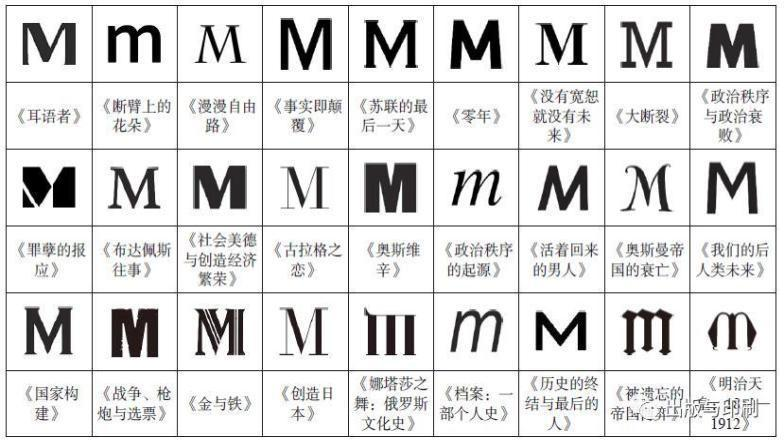 M m M M M M M M M
《耳语者》 《断臂上的 《漫漫自由 《事实即颠 《苏联的最 《零年》 《没有宽恕 《大断裂》 《政治秩序
花朵》 路》 覆》 后一天》 就没有未 与政治衰
来》 败》
M M M M M m M M M
《罪孽的报 《布达佩斯 《社会美德 《古拉格之 《奥斯维 《政治秩序 《活着回来 《奥斯曼帝 《我们的后
应》 往事》 与创造经济 恋》 辛》 的起源》 的男人》 国的衰亡》 人类未来》
繁荣》
M M M M m m M m m
《国家构 《战争、枪 《金与铁》 《创造日 《娜塔莎之 《档案：一 《历史的终 《被遗忘的 《明治天
建》 炮与选票》 本》 舞：俄罗斯 部个人史》 结与最后的 帝国
文化史》 人》 1912》
出版与印刷